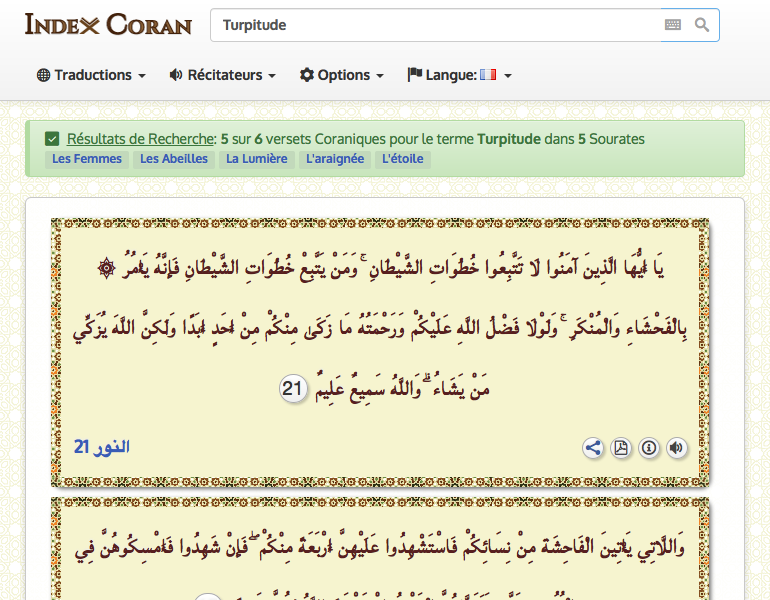 Index Coran
Turpitude
Traductions Récitateurs Options Langue:
Résultats de Recherche: 5 sur 6 versets Coraniques pour le terme Turpitude dans 5 Sourates
Les Femmes Les Abeilles La Lumière L'araignée L'étoile
۞ يَا أَيُّهَا الَّذِينَ آمَنُوا لَا تَتَّبِعُوا خُطُوَاتِ الشَّيْطَانِ ۚ وَمَنْ يَتَّبِعْ خُطُوَاتِ الشَّيْطَانِ فَإِنَّهُ يَأْمُرُ
بِالْفَحْشَاءِ وَالْمُنْكَرِ ۚ وَلَوْلَا فَضْلُ اللَّهِ عَلَيْكُمْ وَرَحْمَتُهُ مَا زَكَى مِنْكُمْ مِنْ أَحَدٍ أَبَدًا وَلَكِنَّ اللَّهَ يُزَكِّي
مَنْ يَشَاءُ ۗ وَاللَّهُ سَمِيعٌ عَلِيمٌ 21
النور 21
وَاللَّاتِي يَأْتِينَ الْفَاحِشَةَ مِنْ نِسَائِكُمْ فَاسْتَشْهِدُوا عَلَيْهِنَّ أَرْبَعَةً مِنْكُمْ ۖ فَإِنْ شَهِدُوا فَأَمْسِكُوهُنَّ فِي